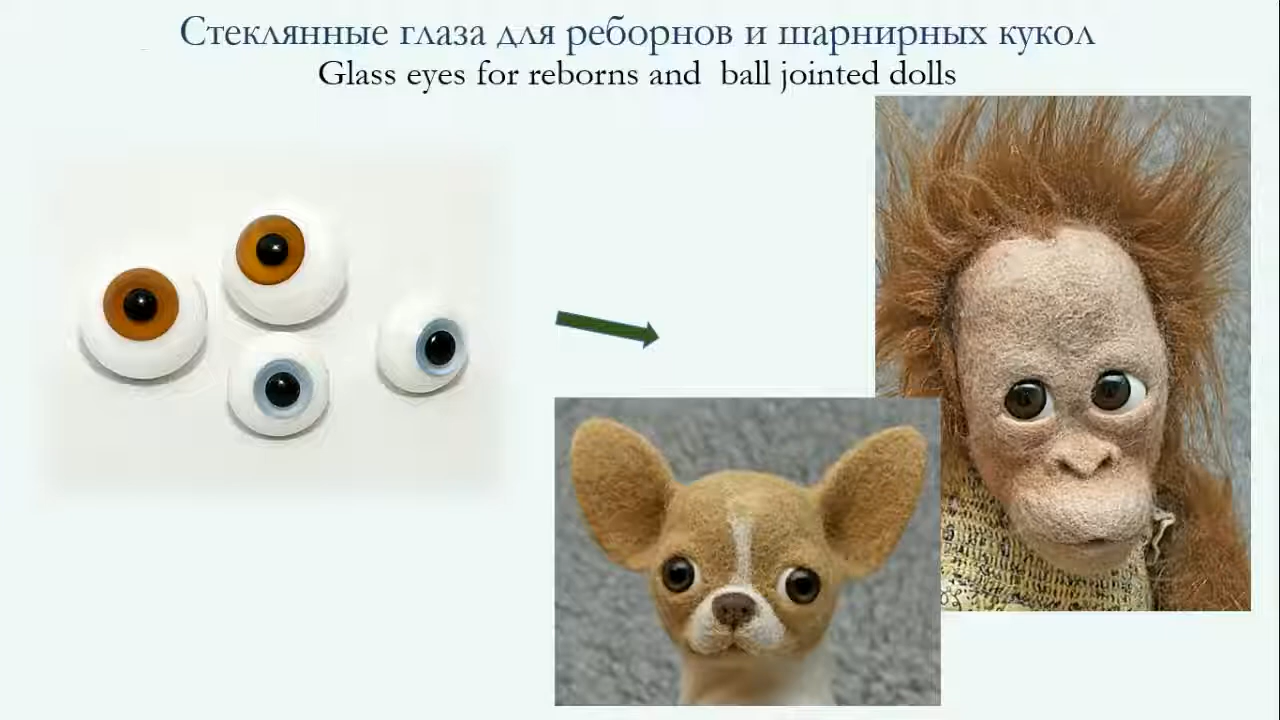 Стеклянные глаза для реборнов и шарнирных кукол
Glass eyes for reborns and ball jointed dolls